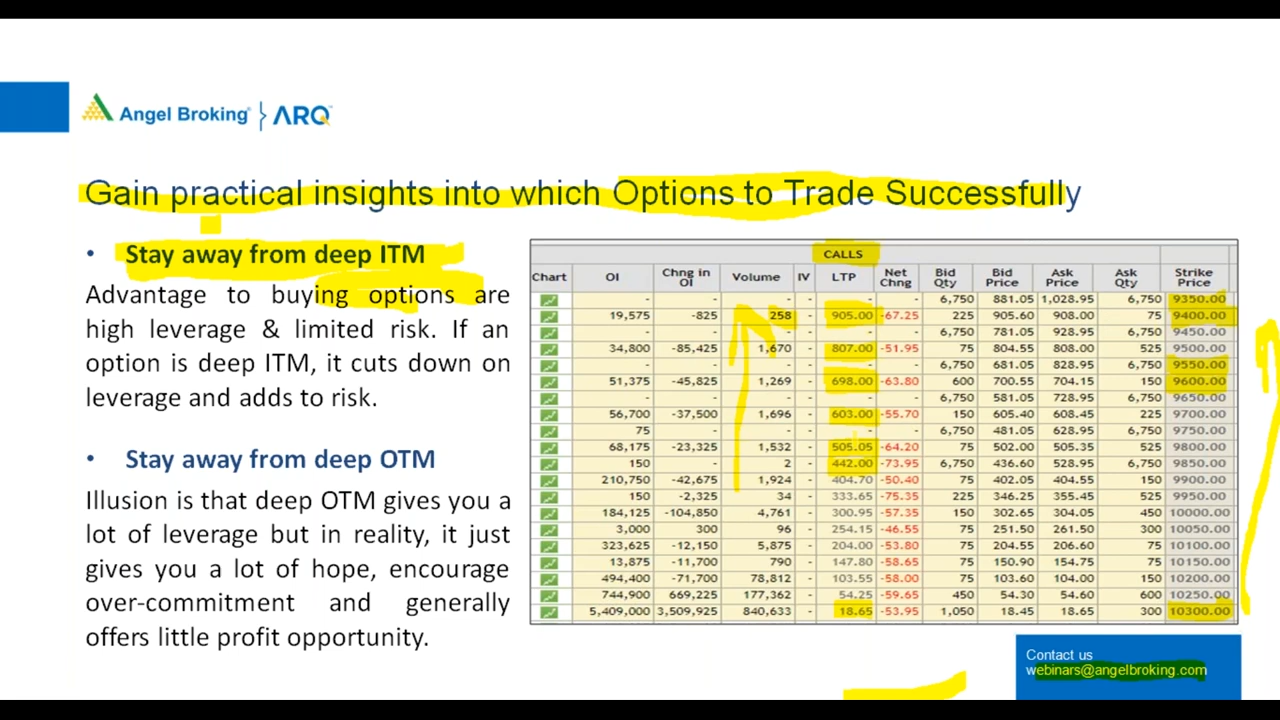 Angel Broking ARQ
Gain practical insights into which Options to Trade Successfully
• Stay away from deep ITM
Advantage to buying options are
high leverage & limited risk. If an
option is deep ITM, it cuts down on
leverage and adds to risk.
• Stay away from deep OTM
Illusion is that deep OTM gives you a
lot of leverage but in reality, it just
gives you a lot of hope, encourage
over-commitment and generally
offers little profit opportunity.
CALLS
Chart OI Chng in OI Volume IV LTP Net Chng Bid Qty Bid Price Ask Price Ask Qty Strike Price
- - - - - - 6,750 881.05 1,028.95 6,750 9350.00
19,575 -825 258 - 905.00 -67.25 225 905.60 908.00 75 9400.00
- - - - - - 6,750 781.05 928.95 6,750 9450.00
34,800 -85,425 1,670 - 807.00 -51.95 75 804.55 808.00 525 9500.00
- - - - - - 6,750 681.05 828.95 6,750 9550.00
51,375 -45,825 1,269 - 698.00 -63.80 600 700.55 704.15 150 9600.00
- - - - - - 6,750 581.05 728.95 6,750 9650.00
56,700 -37,500 1,696 - 603.00 -55.70 150 605.40 608.45 225 9700.00
75 - - - - - 6,750 481.05 628.95 6,750 9750.00
68,175 -23,325 1,532 - 505.05 -64.20 75 502.00 505.35 525 9800.00
150 - 2 - 442.00 -73.95 6,750 436.60 528.95 6,750 9850.00
210,750 -42,675 1,924 - 404.70 -50.40 75 402.05 404.55 150 9900.00
150 -2,325 34 - 333.65 -75.35 225 346.25 355.45 525 9950.00
184,125 -104,850 4,761 - 300.95 -57.35 150 302.65 304.05 450 10000.00
3,000 300 96 - 254.15 -46.55 75 251.50 261.50 300 10050.00
323,625 -12,150 5,875 - 204.00 -53.80 75 204.55 206.60 75 10100.00
13,875 -11,700 790 - 147.80 -58.65 75 150.90 154.75 75 10150.00
494,400 -71,700 78,812 - 103.55 -58.00 75 103.60 104.00 150 10200.00
744,900 669,225 177,362 - 54.25 -59.65 450 54.30 54.60 600 10250.00
5,409,000 3,509,925 840,633 - 18.65 -53.95 1,050 18.45 18.65 300 10300.00
Contact us
webinars@angelbroking.com